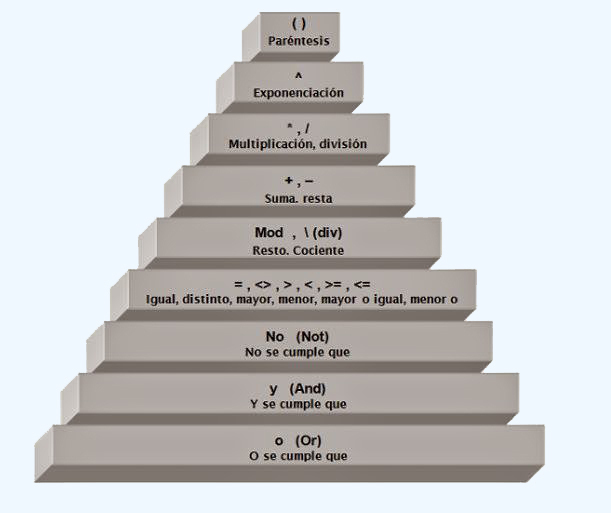 ( )
Paréntesis
^
Exponenciación
* , /
Multiplicación, división
+ , –
Suma. resta
Mod , \ (div)
Resto. Cociente
= , <> , > , < , >= , <=
Igual, distinto, mayor, menor, mayor o igual, menor o
No (Not)
No se cumple que
y (And)
Y se cumple que
o (Or)
O se cumple que